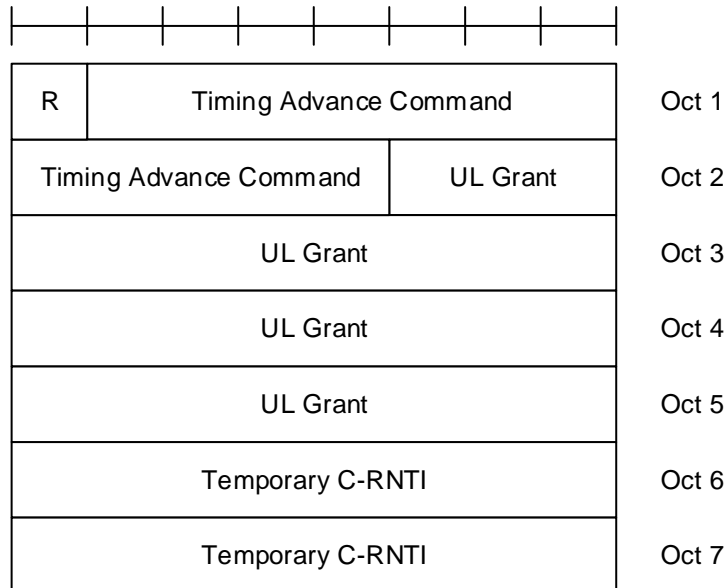 R Timing Advance Command Oct 1
Timing Advance Command UL Grant Oct 2
UL Grant Oct 3
UL Grant Oct 4
UL Grant Oct 5
Temporary C-RNTI Oct 6
Temporary C-RNTI Oct 7